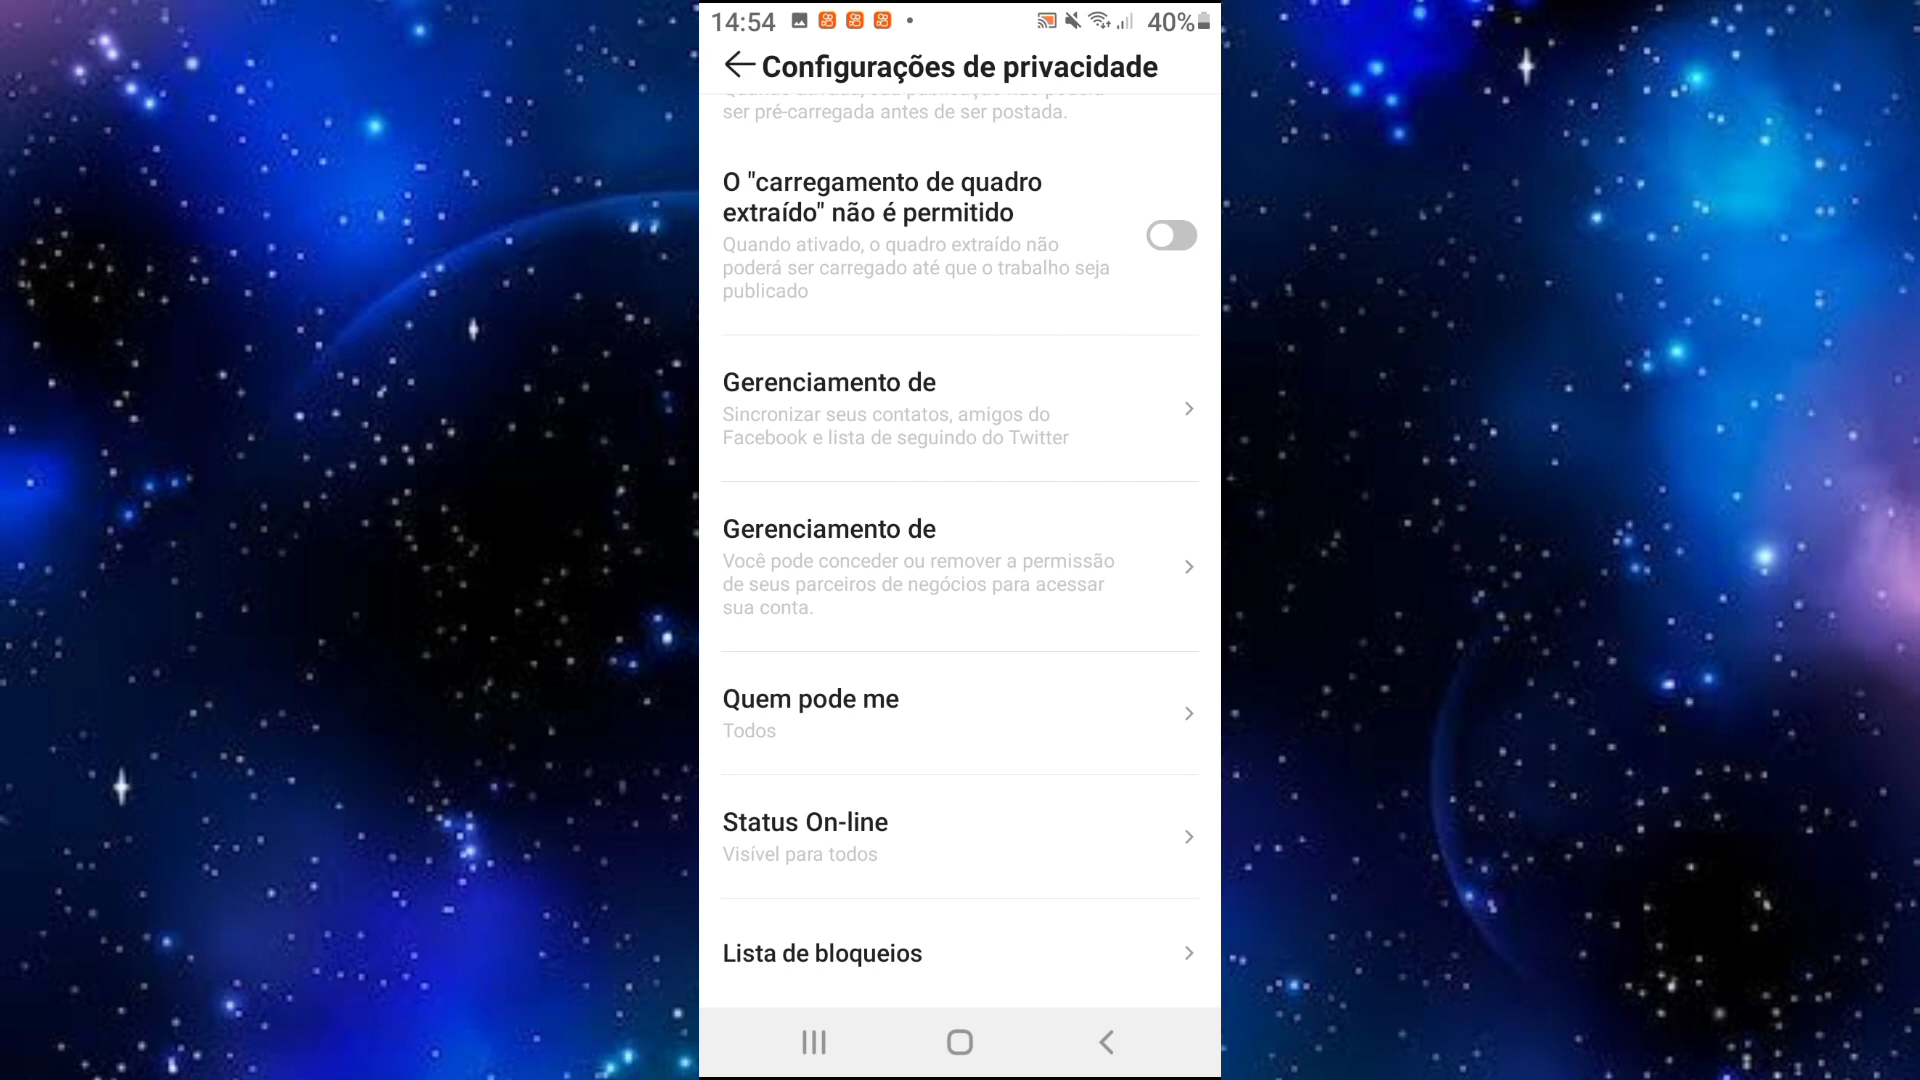 14:54
40%
Configurações de privacidade
ser pré-carregada antes de ser postada.
O "carregamento de quadro
extraído" não é permitido
Quando ativado, o quadro extraído não
poderá ser carregado até que o trabalho seja
publicado
Gerenciamento de
Sincronizar seus contatos, amigos do
Facebook e lista de seguindo do Twitter
Gerenciamento de
Você pode conceder ou remover a permissão
de seus parceiros de negócios para acessar
sua conta.
Quem pode me
Todos
Status On-line
Visível para todos
Lista de bloqueios